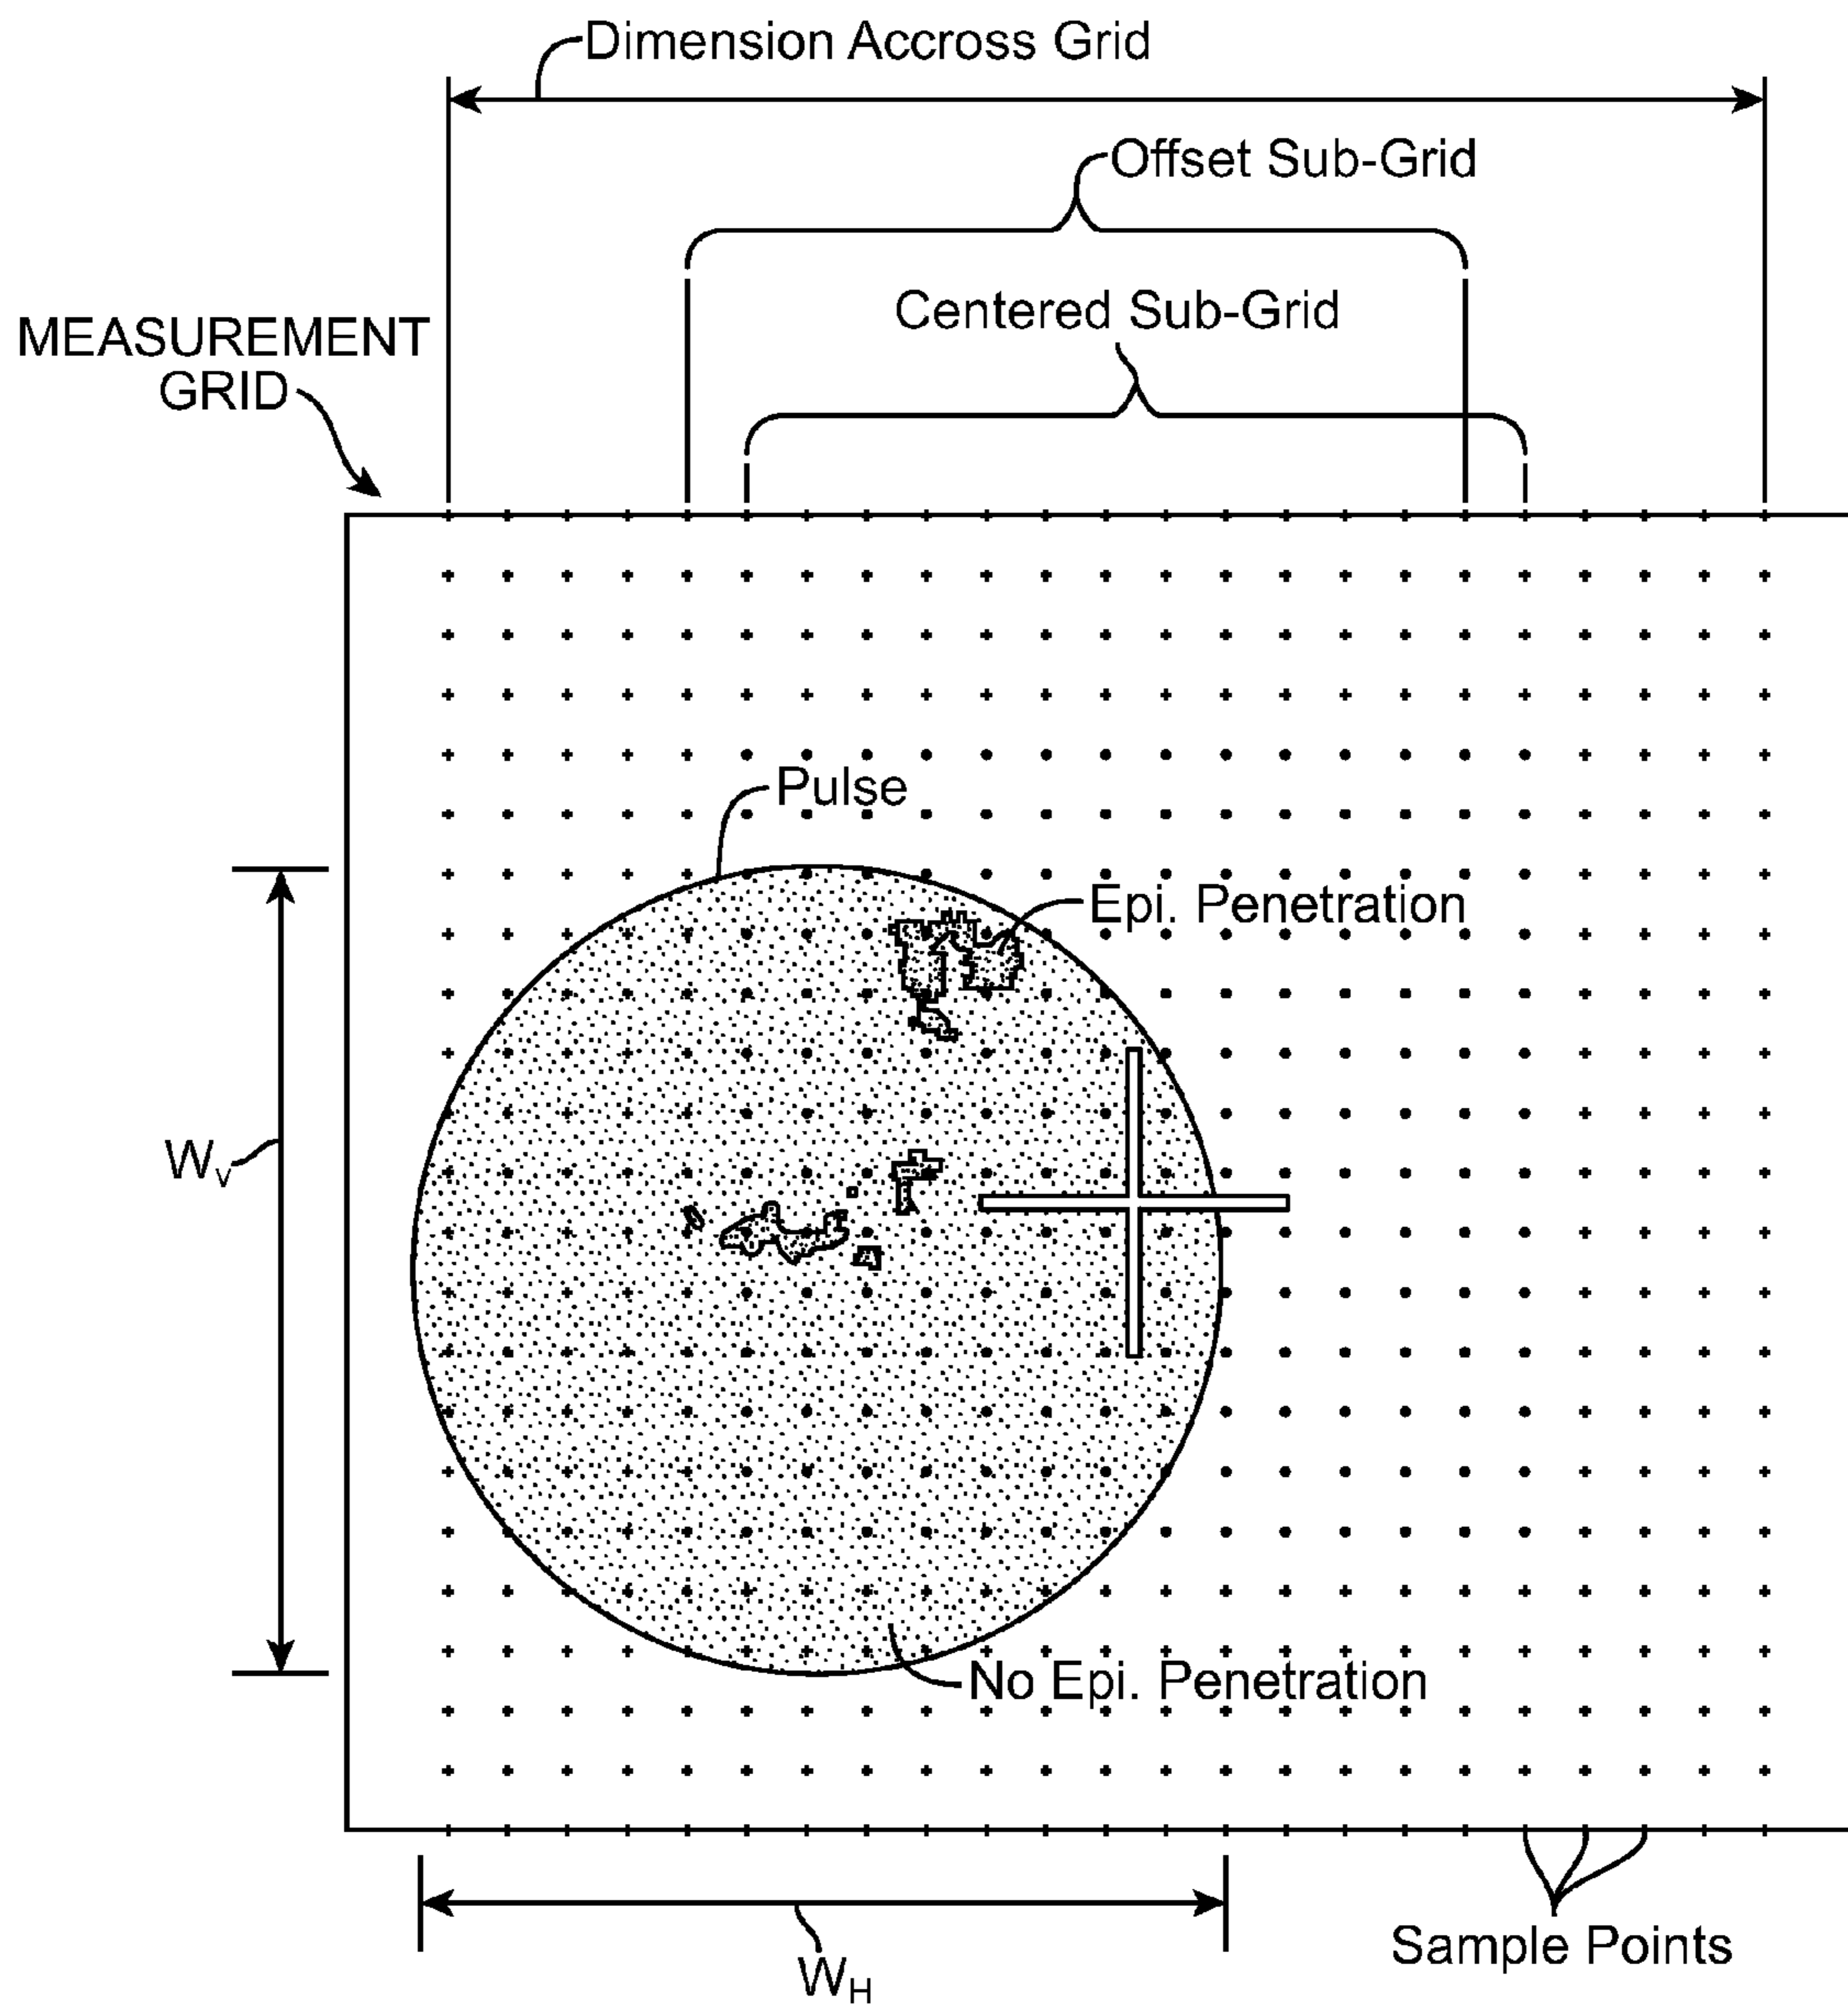 Dimension Accross Grid
Offset Sub-Grid
Centered Sub-Grid
MEASUREMENT
GRID
Pulse
Epi. Penetration
WV
No Epi. Penetration
Sample Points
WH